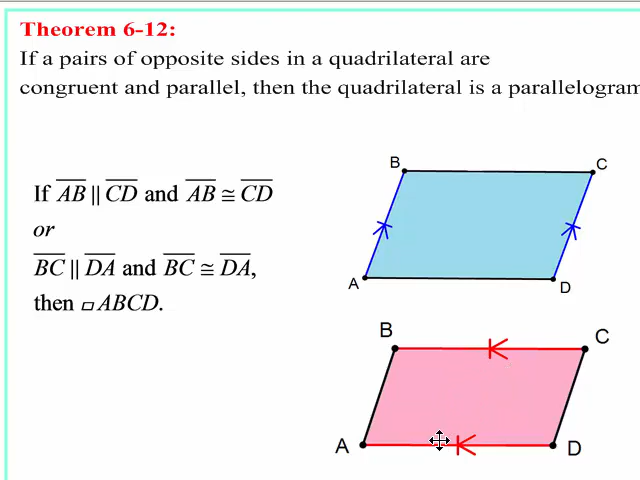 Theorem 6-12:
If a pairs of opposite sides in a quadrilateral are
congruent and parallel, then the quadrilateral is a parallelogram
If AB || CD and AB ≅ CD
or
BC || DA and BC ≅ DA,
then ▱ABCD.
B
C
A
D
B
C
A
D